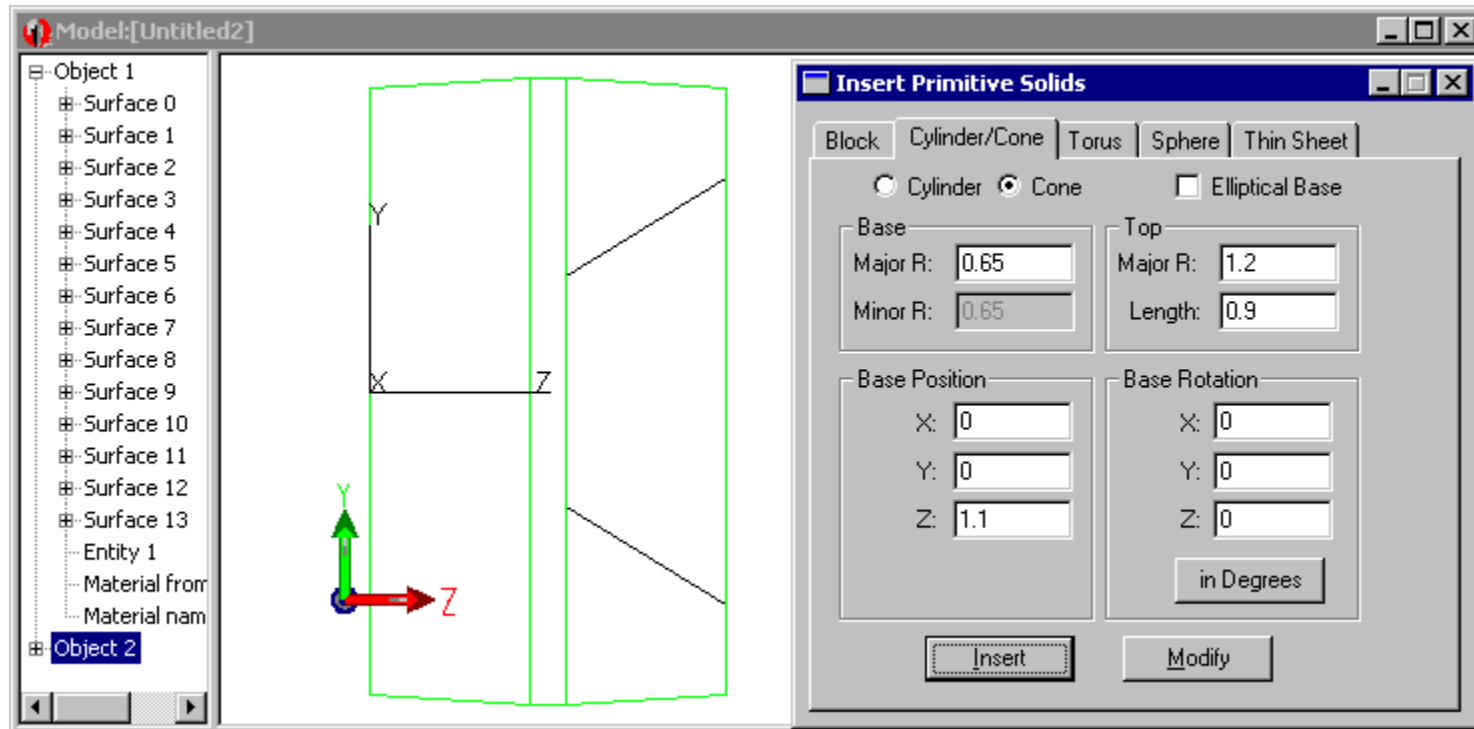 Model:[Untitled2]
Object 1
Surface 0
Surface 1
Surface 2
Surface 3
Surface 4
Surface 5
Surface 6
Surface 7
Surface 8
Surface 9
Surface 10
Surface 11
Surface 12
Surface 13
Entity 1
Material from
Material nam
Object 2
Y
X Z
Y
Z
Insert Primitive Solids
Block Cylinder/Cone Torus Sphere Thin Sheet
Cylinder Cone Elliptical Base
Base Top
Major R: 0.65 Major R: 1.2
Minor R: 0.65 Length: 0.9
Base Position Base Rotation
X: 0 X: 0
Y: 0 Y: 0
Z: 1.1 Z: 0
in Degrees
Insert Modify